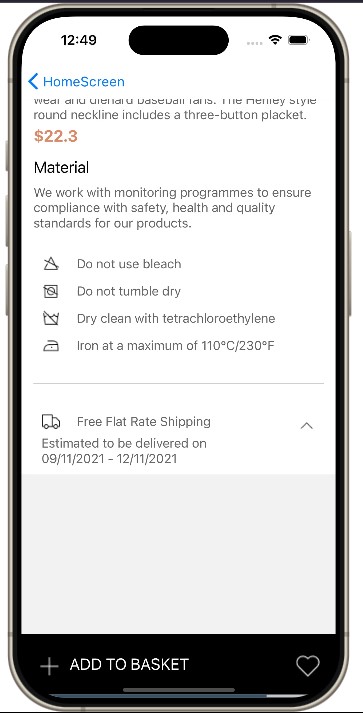 12:49
HomeScreen
wear and diehard baseball fans. The Henley style
round neckline includes a three-button placket.
$22.3
Material
We work with monitoring programmes to ensure
compliance with safety, health and quality
standards for our products.
Do not use bleach
Do not tumble dry
Dry clean with tetrachloroethylene
Iron at a maximum of 110°C/230°F
Free Flat Rate Shipping
Estimated to be delivered on
09/11/2021 - 12/11/2021
ADD TO BASKET